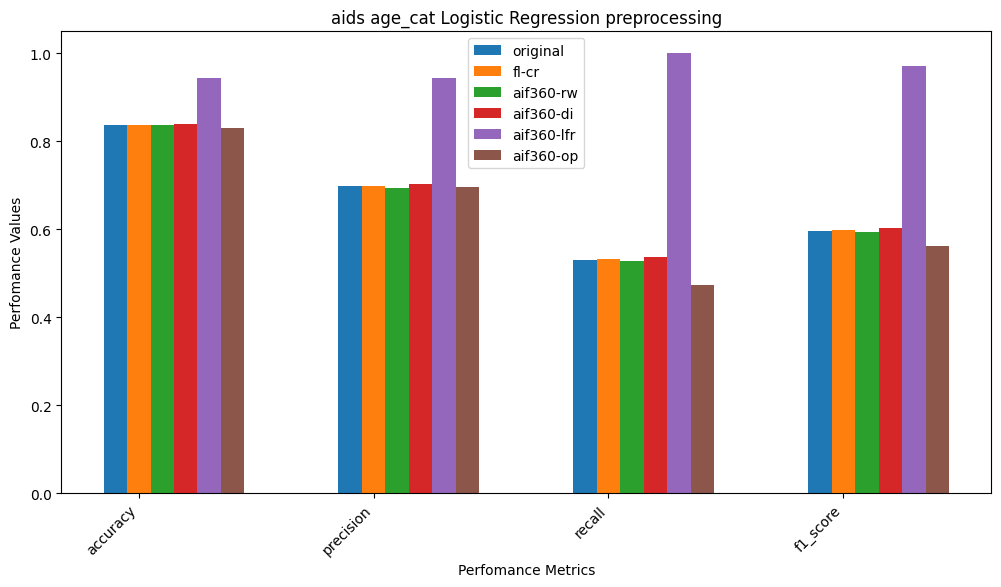 aids age_cat Logistic Regression preprocessing
original
fl-cr
aif360-rw
aif360-di
aif360-lfr
aif360-op
Perfomance Values
1.0
0.8
0.6
0.4
0.2
0.0
accuracy
precision
recall
f1_score
Perfomance Metrics